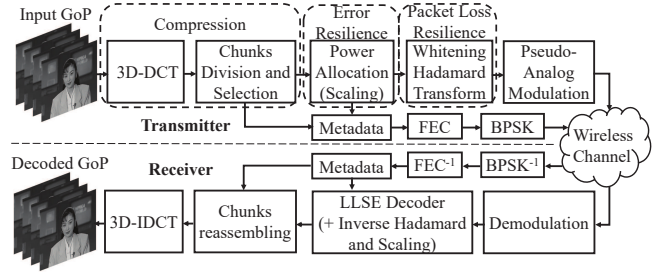 Input GoP
Compression
Error
Resilience
Packet Loss
Resilience
3D-DCT
Chunks
Division and
Selection
Power
Allocation
(Scaling)
Whitening
Hadamard
Transform
Pseudo-
Analog
Modulation
Transmitter
Metadata
FEC
BPSK
Wireless
Channel
Decoded GoP
Receiver
Metadata
FEC-1
BPSK-1
3D-IDCT
Chunks
reassembling
LLSE Decoder
(+ Inverse Hadamard
and Scaling)
Demodulation